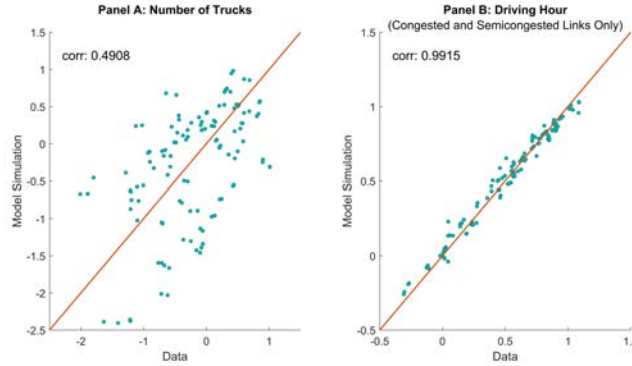 Panel A: Number of Trucks
corr: 0.4908
1.5
1
0.5
0
-0.5
-1
-1.5
-2
-2.5
-2
-1
0
1
Model Simulation
Data
Panel B: Driving Hour
(Congested and Semicongested Links Only)
corr: 0.9915
1.5
1
0.5
0
-0.5
-0.5
0
0.5
1
1.5
Model Simulation
Data